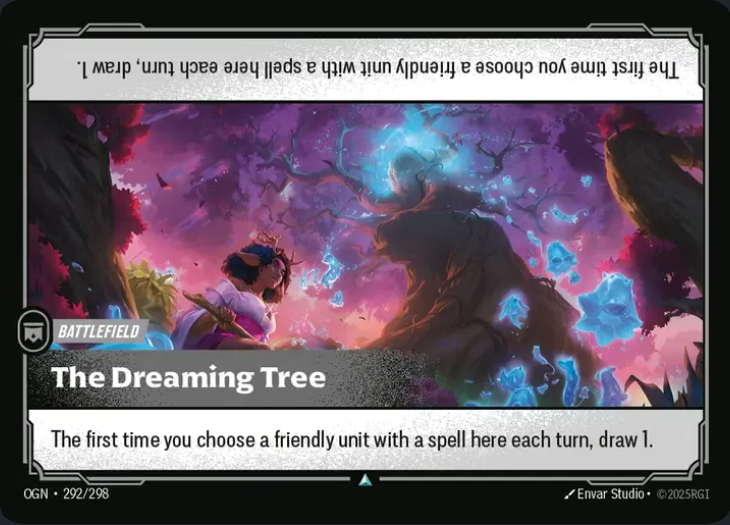 The first time you choose a friendly unit with a spell here each turn, draw 1.
BATTLEFIELD
The Dreaming Tree
The first time you choose a friendly unit with a spell here each turn, draw 1.
OGN • 292/298
Envar Studio • ©2025RGI